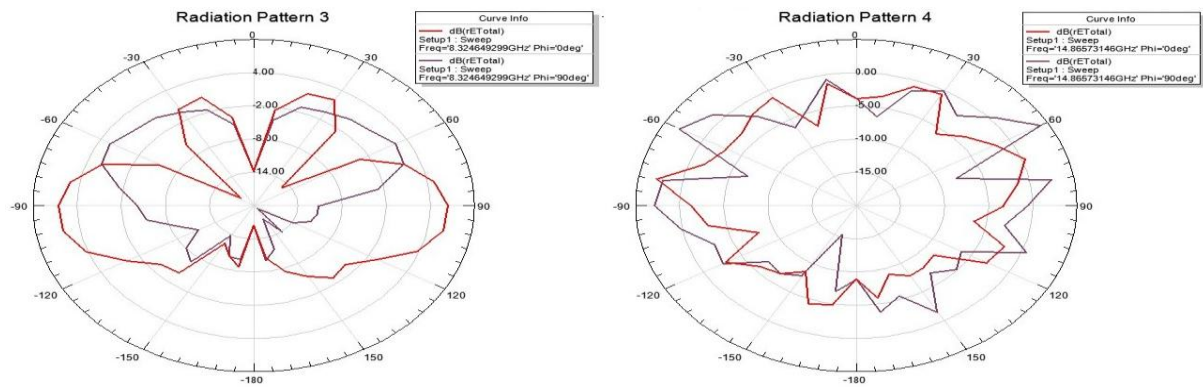 Radiation Pattern 3
Curve Info
dB(rETotal)
Setup1 : Sweep
Freq='8.324649299GHz' Phi='0deg'
dB(rETotal)
Setup1 : Sweep
Freq='8.324649299GHz' Phi='90deg'
0
-30
30
4.00
-60
60
-2.00
-8.00
-14.00
-90
90
-120
120
-150
150
-180
Radiation Pattern 4
Curve Info
dB(rETotal)
Setup1 : Sweep
Freq='14.86573146GHz' Phi='0deg'
dB(rETotal)
Setup1 : Sweep
Freq='14.86573146GHz' Phi='90deg'
0
-30
30
0.00
-60
60
-5.00
-10.00
-15.00
-90
90
-120
120
-150
150
-180